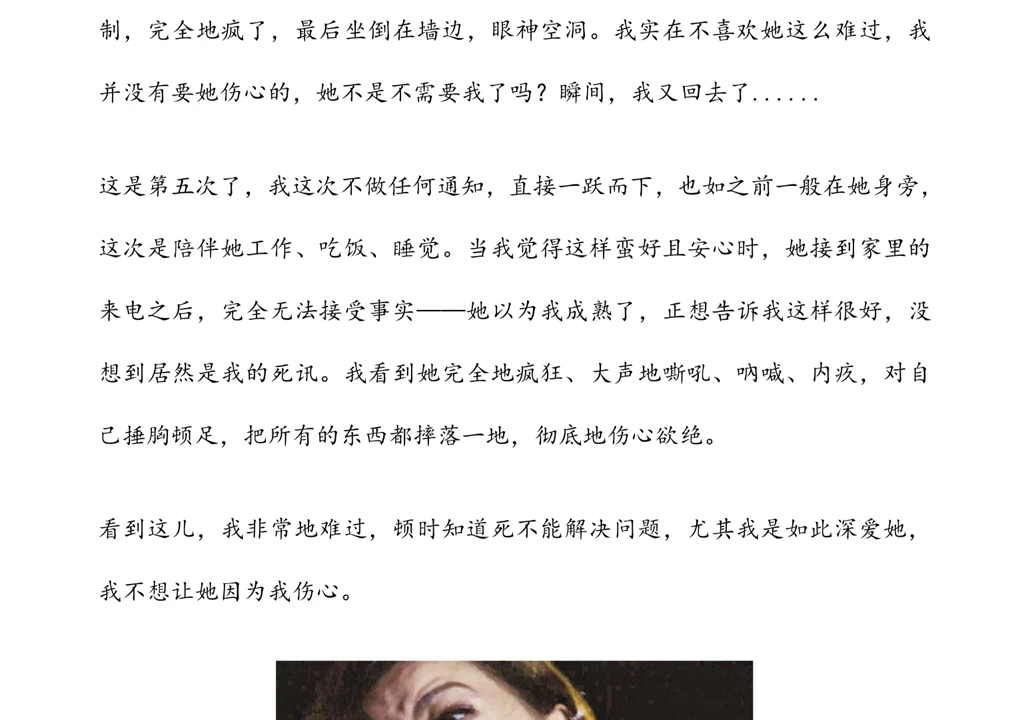 制，完全地疯了，最后坐倒在墙边，眼神空洞。我实在不喜欢她这么难过，我
并没有要她伤心的，她不是不需要我了吗？瞬间，我又回去了......
这是第五次了，我这次不做任何通知，直接一跃而下，也如之前一般在她身旁，
这次是陪伴她工作、吃饭、睡觉。当我觉得这样蛮好且安心时，她接到家里的
来电之后，完全无法接受事实——她以为我成熟了，正想告诉我这样很好，没
想到居然是我的死讯。我看到她完全地疯狂、大声地嘶吼、呐喊、内疚，对自
己捶胸顿足，把所有的东西都摔落一地，彻底地伤心欲绝。
看到这儿，我非常地难过，顿时知道死不能解决问题，尤其我是如此深爱她，
我不想让她因为我伤心。